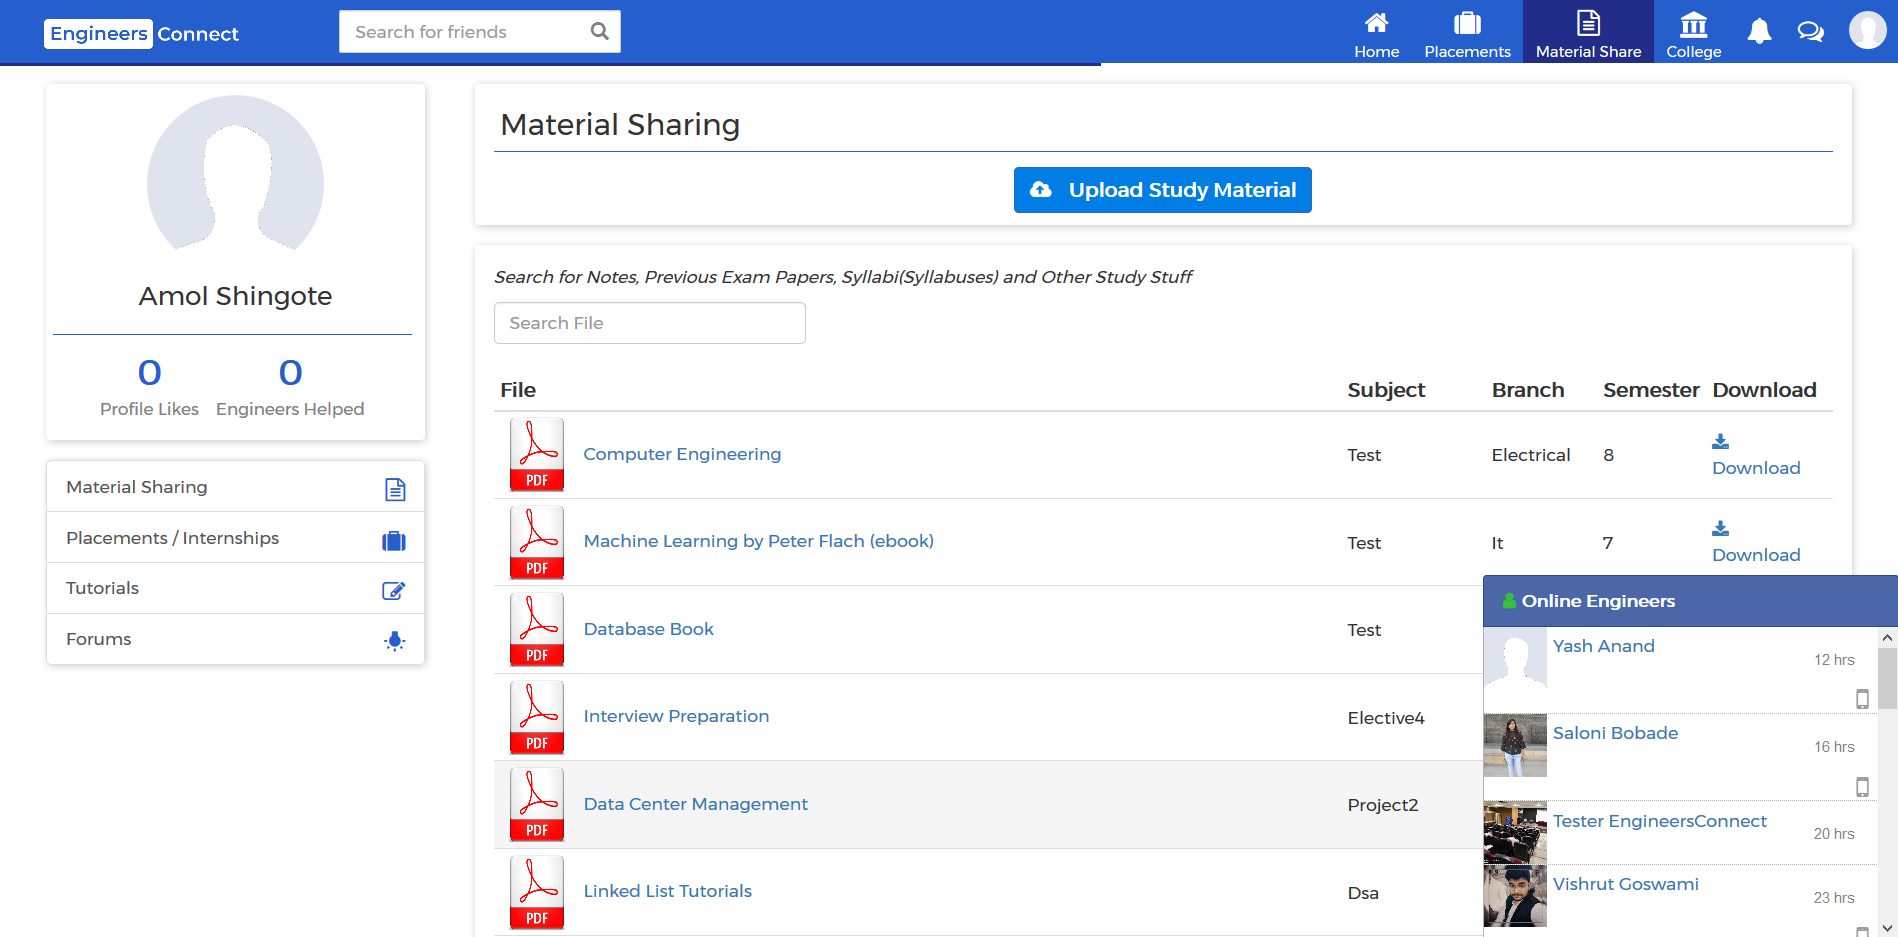 Engineers Connect
Search for friends
Home
Placements
Material Share
College
Amol Shingote
0 0
Profile Likes Engineers Helped
Material Sharing
Placements / Internships
Tutorials
Forums
Material Sharing
Upload Study Material
Search for Notes, Previous Exam Papers, Syllabi(Syllabuses) and Other Study Stuff
Search File
File Subject Branch Semester Download
PDF Computer Engineering Test Electrical 8 Download
PDF Machine Learning by Peter Flach (ebook) Test It 7 Download
PDF Database Book Test
PDF Interview Preparation Elective4
PDF Data Center Management Project2
PDF Linked List Tutorials Dsa
Online Engineers
Yash Anand 12 hrs
Saloni Bobade 16 hrs
Tester EngineersConnect 20 hrs
Vishrut Goswami 23 hrs